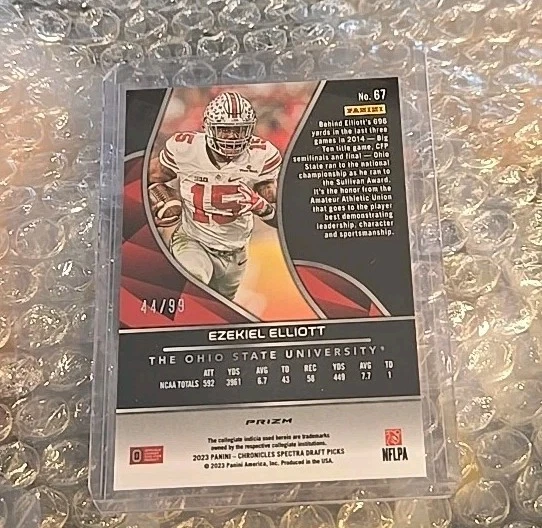 No. 67
PANINI
Behind Elliott's 696
yards in the last three
games in 2014 — Big
Ten title game, CFP
semifinals and final — Ohio
State ran to the national
championship as he ran to
the Sullivan Award.
It's the honor from the
Amateur Athletic Union
that goes to the player
best demonstrating
leadership, character
and sportsmanship.
15
15
44/99
EZEKIEL ELLIOTT
THE OHIO STATE UNIVERSITY®
ATT YDS AVG TD REC YDS AVG TD
NCAA TOTALS 592 3961 6.7 43 58 449 7.7 1
PRIZM
The collegiate indicia used herein are trademarks
owned by the respective collegiate institutions.
2023 PANINI – CHRONICLES SPECTRA DRAFT PICKS
© 2023 Panini America, Inc. Produced in the USA.
NFLPA